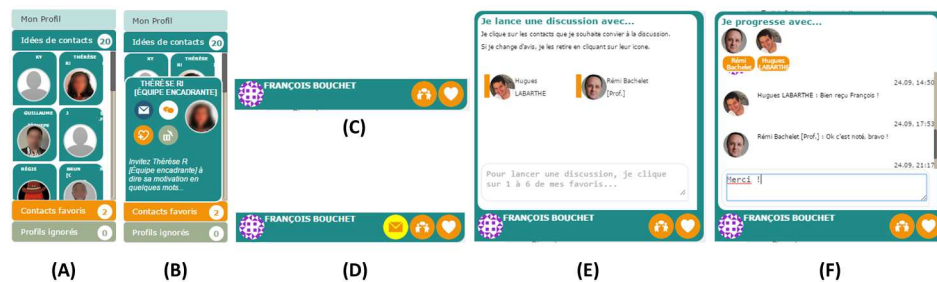 Mon Profil
Idées de contacts 20
XY
THÉRÈSE
RI
GUILLAUME
J
RÉGIS
BRUN
[C
Contacts favoris 2
Profils ignorés 0
(A)
Mon Profil
Idées de contacts 20
XY
THÉRÈSE
RI
THÉRÈSE RI
[ÉQUIPE ENCADRANTE]
Invitez Thérèse R
[Équipe encadrante] à
dire sa motivation en
quelques mots...
Contacts favoris 2
Profils ignorés 0
(B)
FRANÇOIS BOUCHET
(C)
FRANÇOIS BOUCHET
(D)
Je lance une discussion avec...
Je clique sur les contacts que je souhaite convier à la discussion.
Si je change d'avis, je les retire en cliquant sur leur icone.
Hugues
LABARTHE
Rémi Bachelet
[Prof.]
Pour lancer une discussion, je clique
sur 1 à 6 de mes favoris...
FRANÇOIS BOUCHET
(E)
Je progresse avec...
Rémi
Bachelet
Hugues
LABARTHE
24.09, 14:50
Hugues LABARTHE : Bien reçu François !
24.09, 17:53
Rémi Bachelet [Prof.] : Ok c'est noté, bravo !
24.09, 21:17
Merci !
FRANÇOIS BOUCHET
(F)